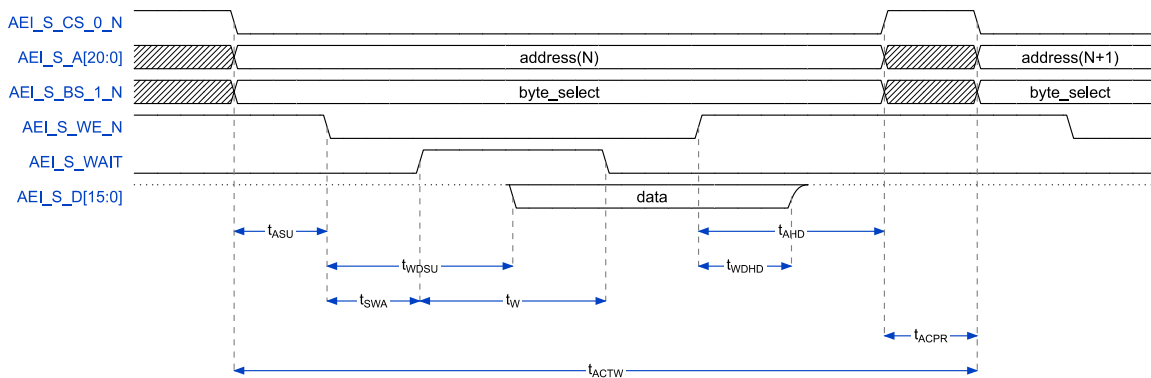 AEI_S_CS_0_N
AEI_S_A[20:0] address(N) address(N+1)
AEI_S_BS_1_N byte_select byte_select
AEI_S_WE_N
AEI_S_WAIT
AEI_S_D[15:0] data
tASU tAHD
tWDSU tWDHD
tSWA tW
tACPR
tACTW